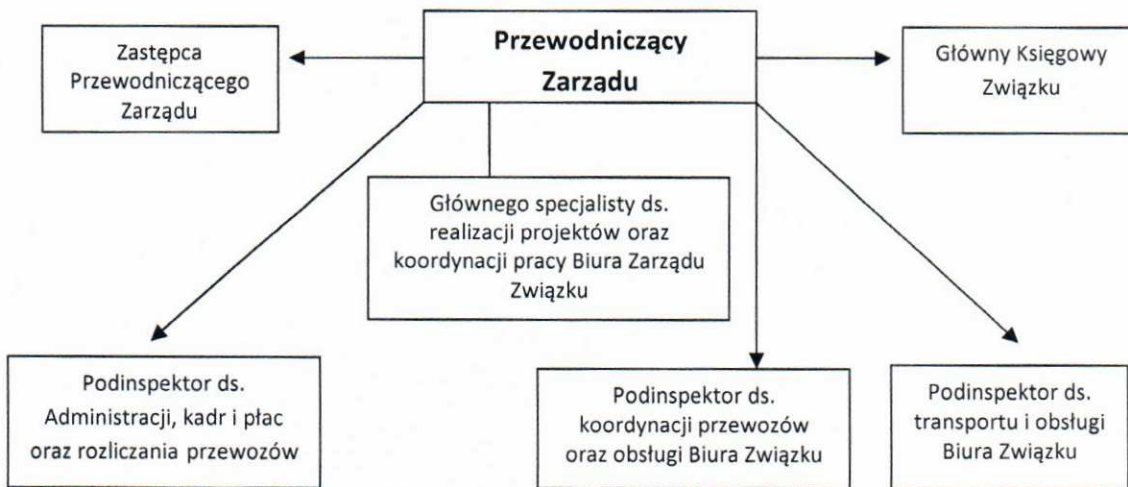 Przewodniczący
Zarządu
Zastępca
Przewodniczącego
Zarządu
Główny Księgowy
Związku
Głównego specjalisty ds.
realizacji projektów oraz
koordynacji pracy Biura Zarządu
Związku
Podinspektor ds.
Administracji, kadr i płac
oraz rozliczania przewozów
Podinspektor ds.
koordynacji przewozów
oraz obsługi Biura Związku
Podinspektor ds.
transportu i obsługi
Biura Związku